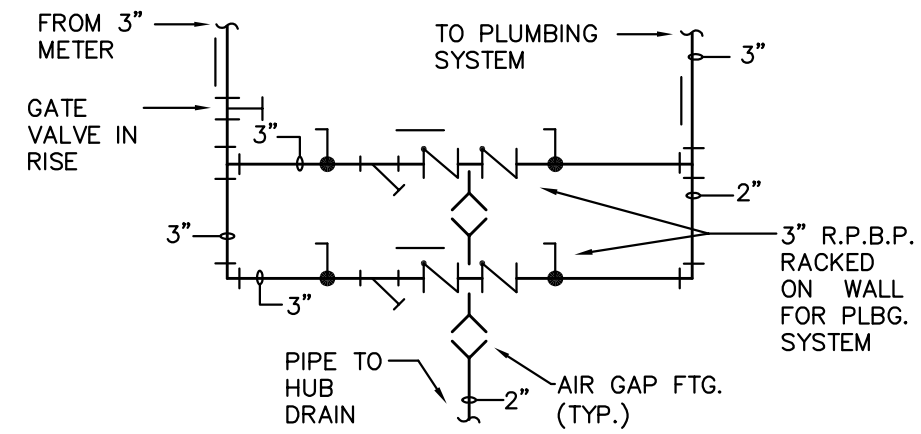 FROM 3"
METER
TO PLUMBING
SYSTEM
3"
GATE
VALVE IN
RISE
3"
2"
3"
3" R.P.B.P.
RACKED
ON WALL
FOR PLBG.
SYSTEM
3"
PIPE TO
HUB
DRAIN
2"
AIR GAP FTG.
(TYP.)